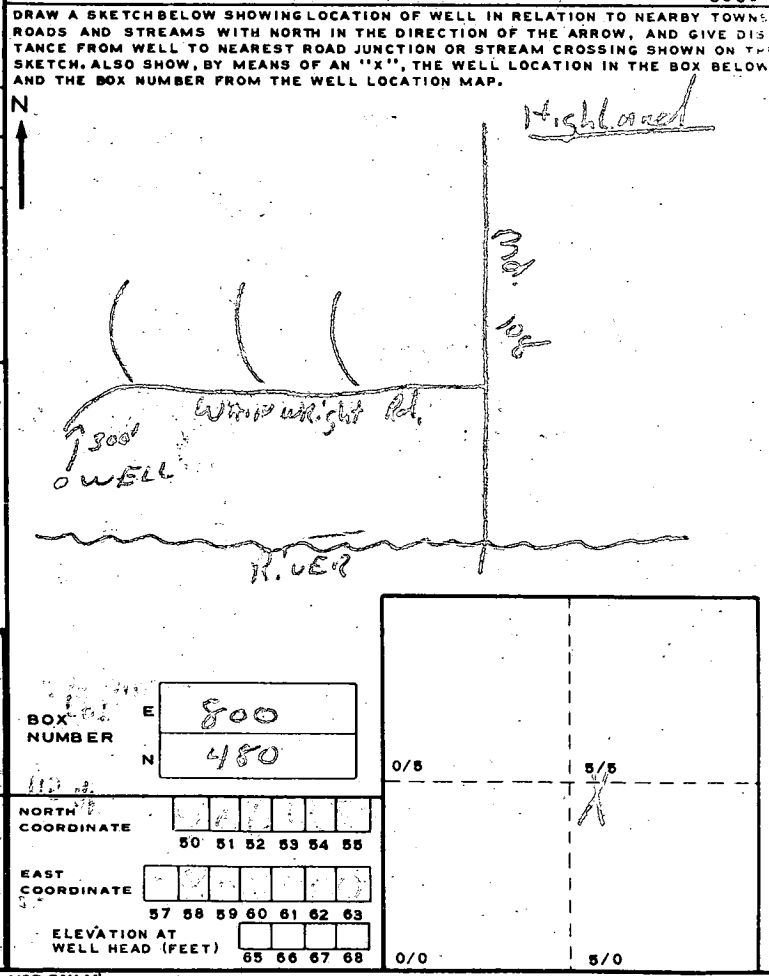 DRAW A SKETCH BELOW SHOWING LOCATION OF WELL IN RELATION TO NEARBY TOWNS
ROADS AND STREAMS WITH NORTH IN THE DIRECTION OF THE ARROW, AND GIVE DIS
TANCE FROM WELL TO NEAREST ROAD JUNCTION OR STREAM CROSSING SHOWN ON THE
SKETCH. ALSO SHOW, BY MEANS OF AN "X", THE WELL LOCATION IN THE BOX BELOW
AND THE BOX NUMBER FROM THE WELL LOCATION MAP.
N
Md. 108
Rd.
300'
WELL
RIVER
BOX
NUMBER
E 800
N 480
0/5 5/5
X
NORTH
COORDINATE
50 51 52 53 54 55
EAST
COORDINATE
57 58 59 60 61 62 63
ELEVATION AT
WELL HEAD (FEET)
65 66 67 68
0/0 5/0